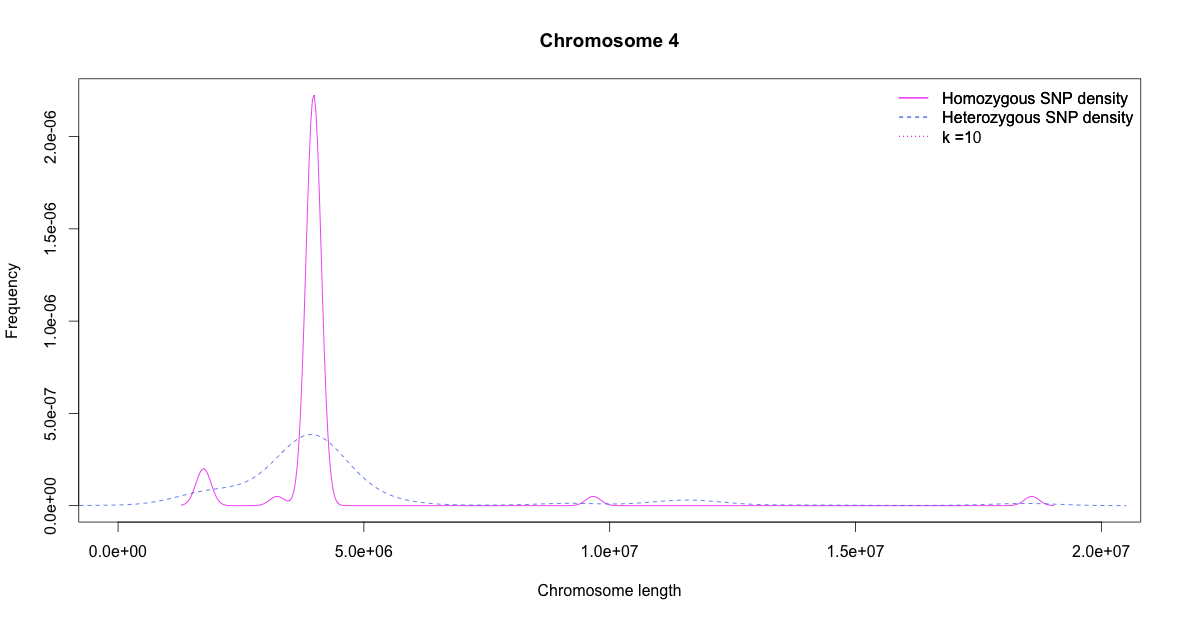 Chromosome 4
Homozygous SNP density
Heterozygous SNP density
k =10
Frequency
2.0e-06
1.5e-06
1.0e-06
5.0e-07
0.0e+00
0.0e+00 5.0e+06 1.0e+07 1.5e+07 2.0e+07
Chromosome length